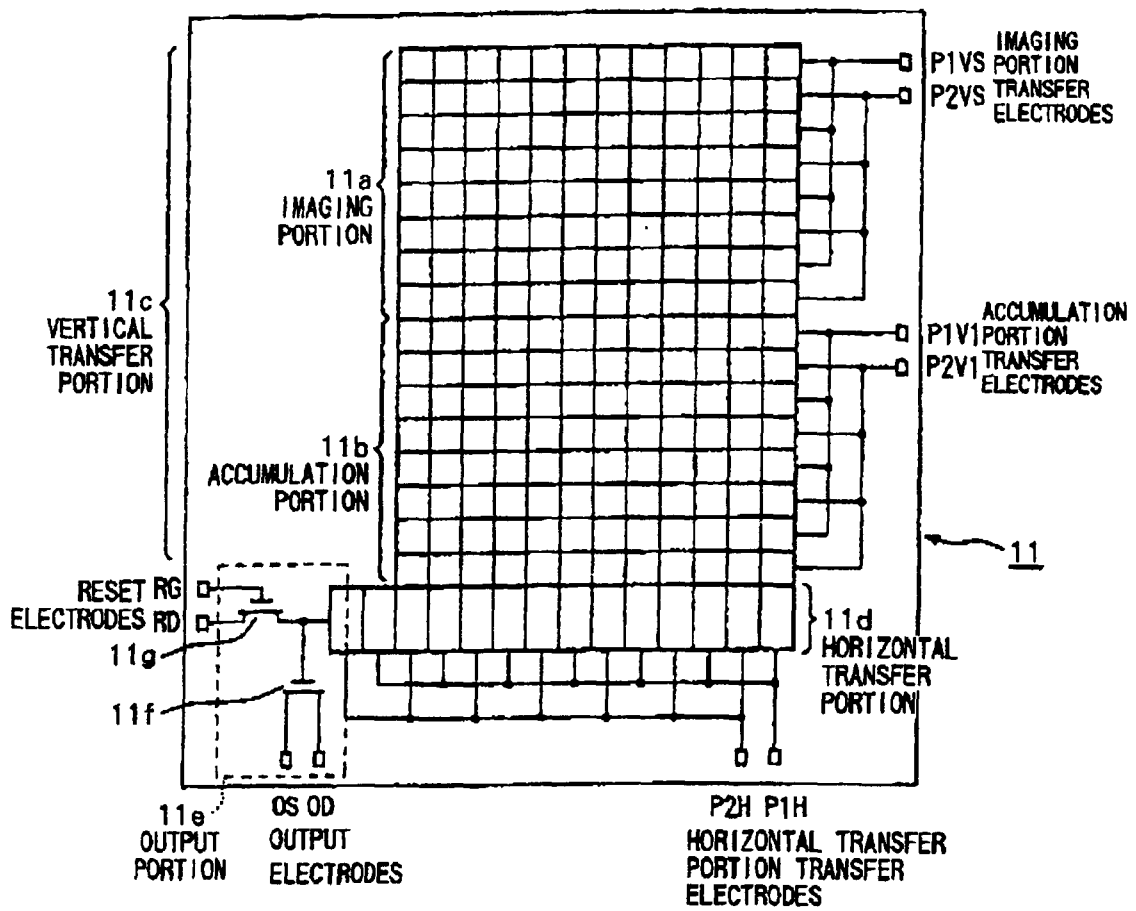 P1VS
P2VS
IMAGING
PORTION
TRANSFER
ELECTRODES
11a
IMAGING
PORTION
11c
VERTICAL
TRANSFER
PORTION
P1V1
P2V1
ACCUMULATION
PORTION
TRANSFER
ELECTRODES
11b
ACCUMULATION
PORTION
11
RESET RG
ELECTRODES RD
11g
11f
11d
HORIZONTAL
TRANSFER
PORTION
11e
OUTPUT
PORTION
OS OD
OUTPUT
ELECTRODES
P2H P1H
HORIZONTAL TRANSFER
PORTION TRANSFER
ELECTRODES